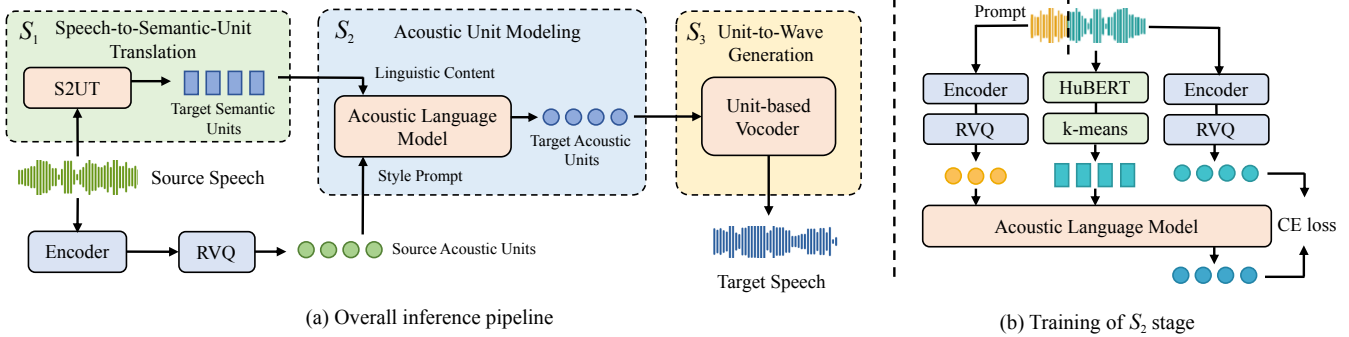 S1 Speech-to-Semantic-Unit
Translation
S2UT
Target Semantic
Units
Source Speech
Encoder
RVQ
Source Acoustic Units
S2 Acoustic Unit Modeling
Linguistic Content
Acoustic Language
Model
Target Acoustic
Units
Style Prompt
S3 Unit-to-Wave
Generation
Unit-based
Vocoder
Target Speech
(a) Overall inference pipeline
Prompt
Encoder
HuBERT
Encoder
RVQ
k-means
RVQ
Acoustic Language Model
CE loss
(b) Training of S2 stage